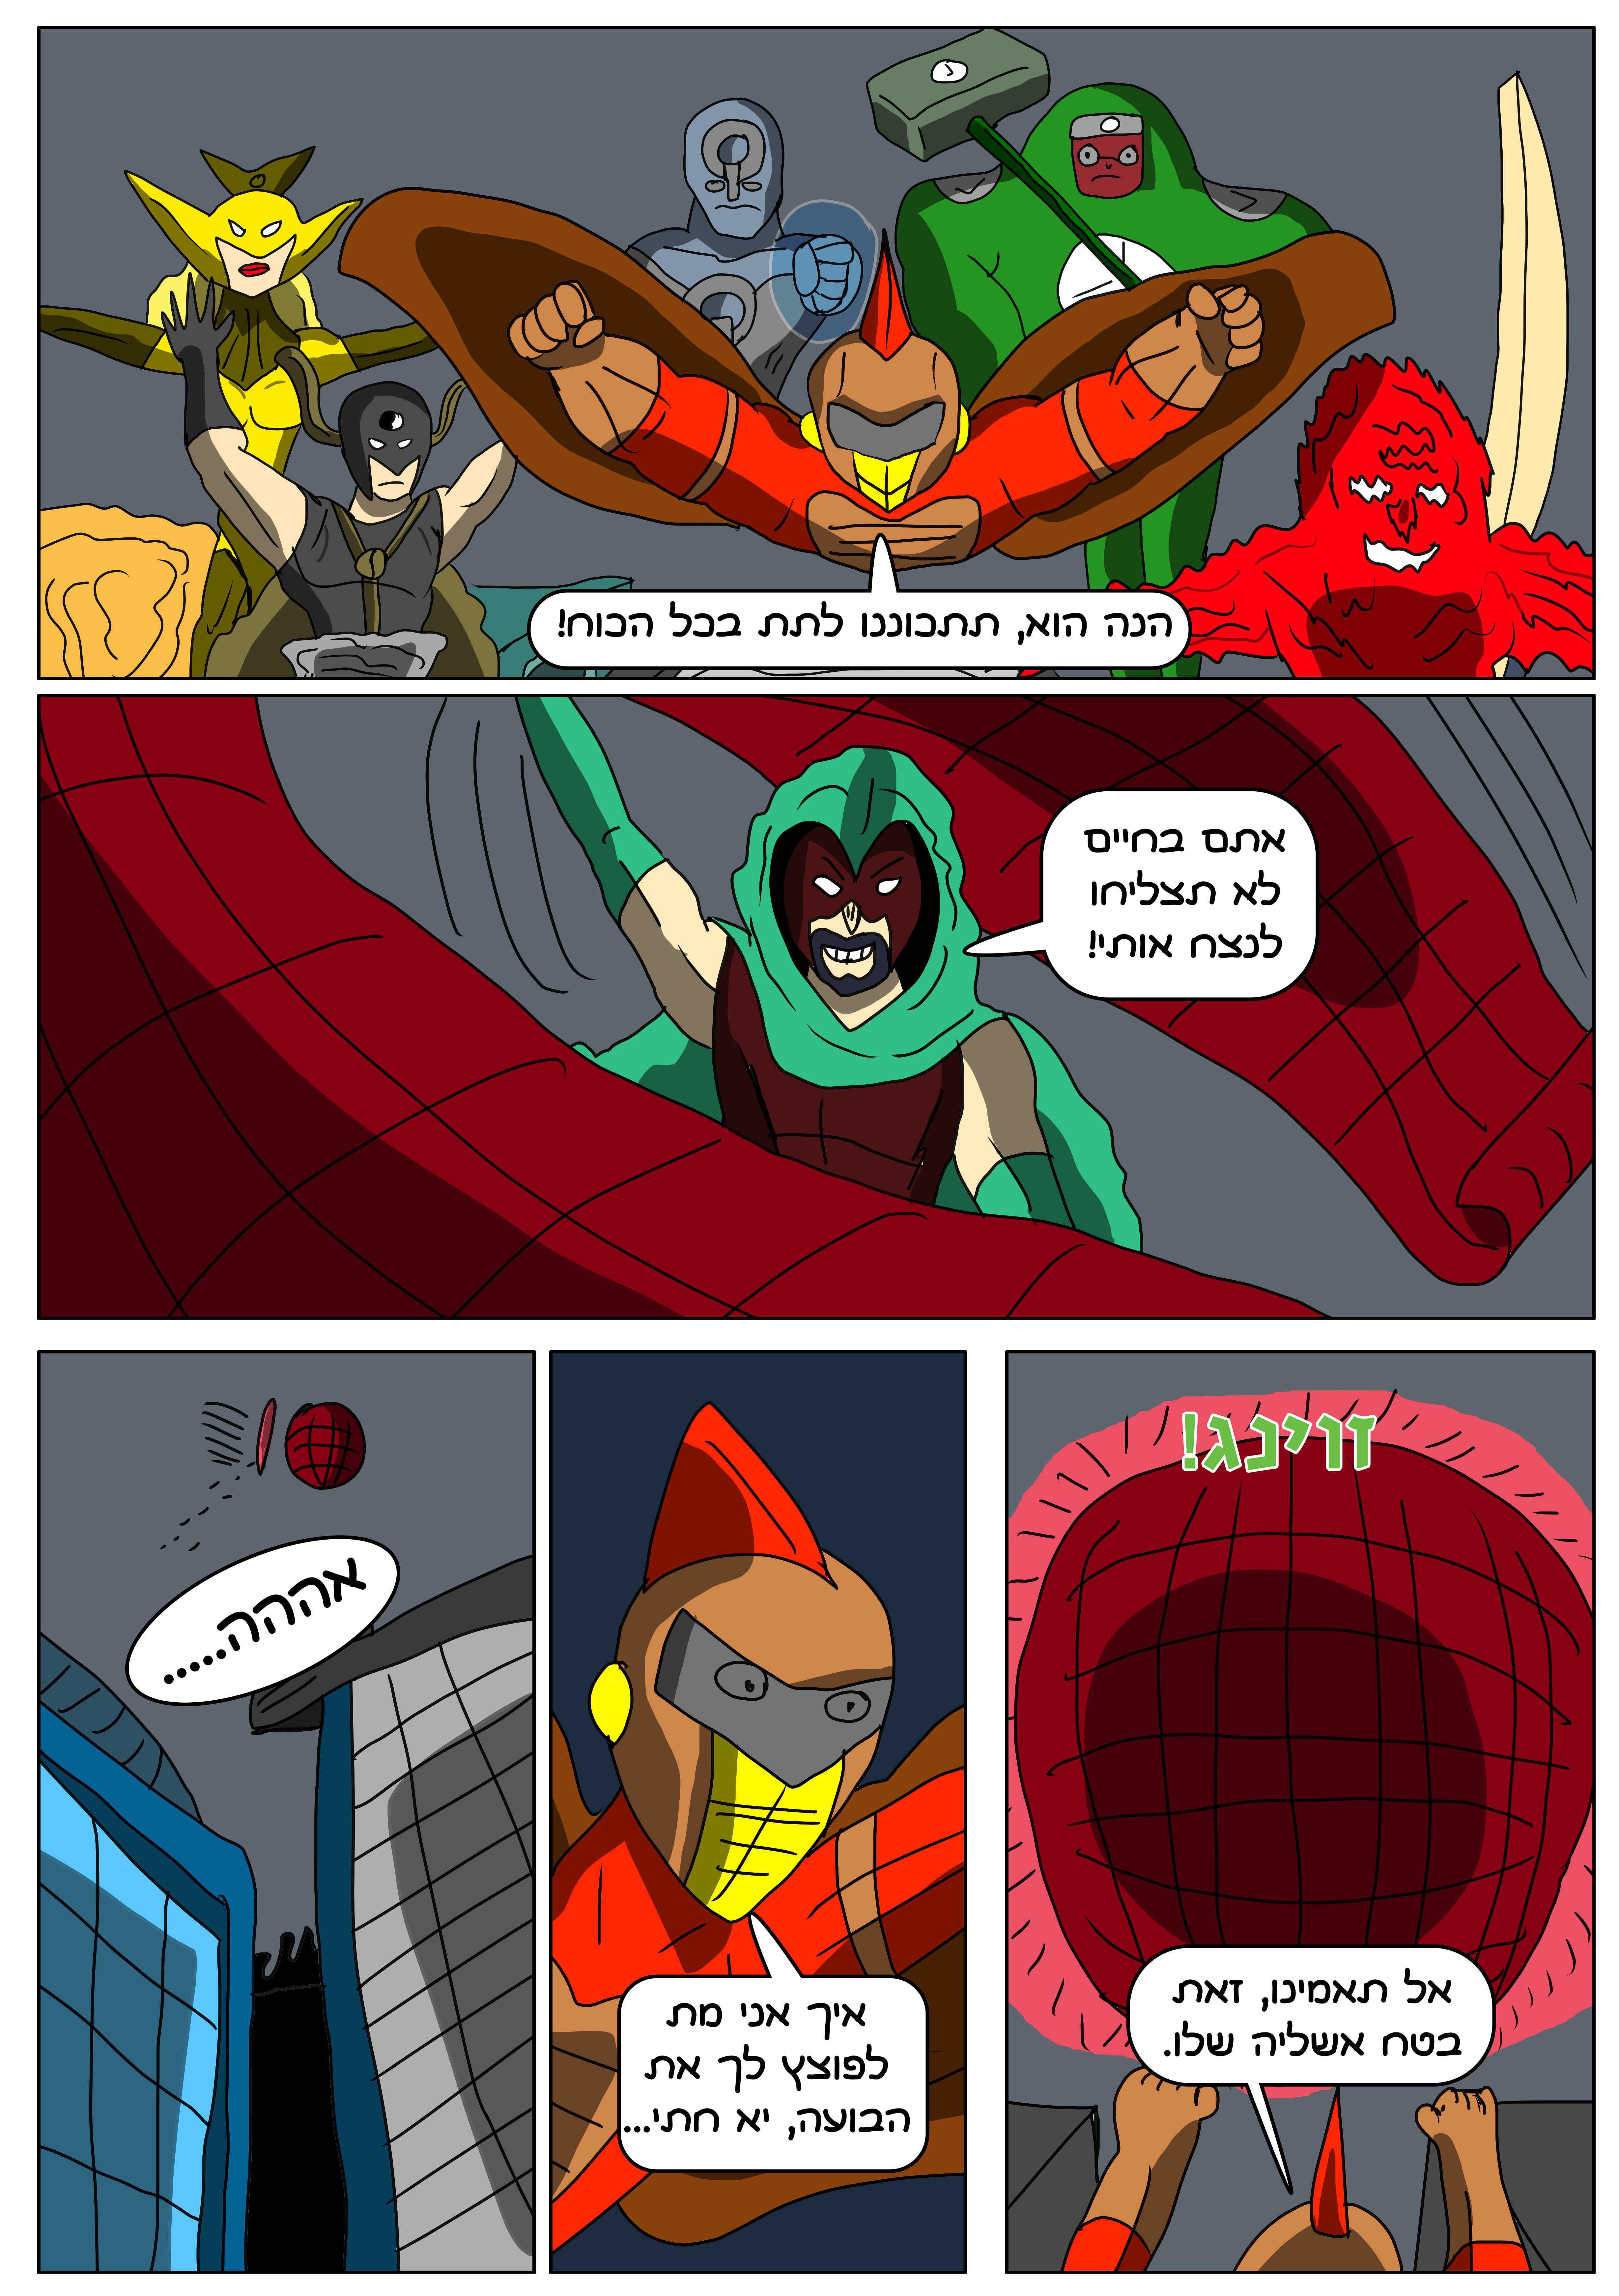 הנה הוא, תתכוננו לתת בכל הכוח!
אתם בחיים
לא תצליחו
לנצח אותי!
זוינג!
אל תאמינו, זאת
בטח אשליה שלו.
איך אני מת
לפוצץ לך את
הבועה, יא חתי...
אההה.....